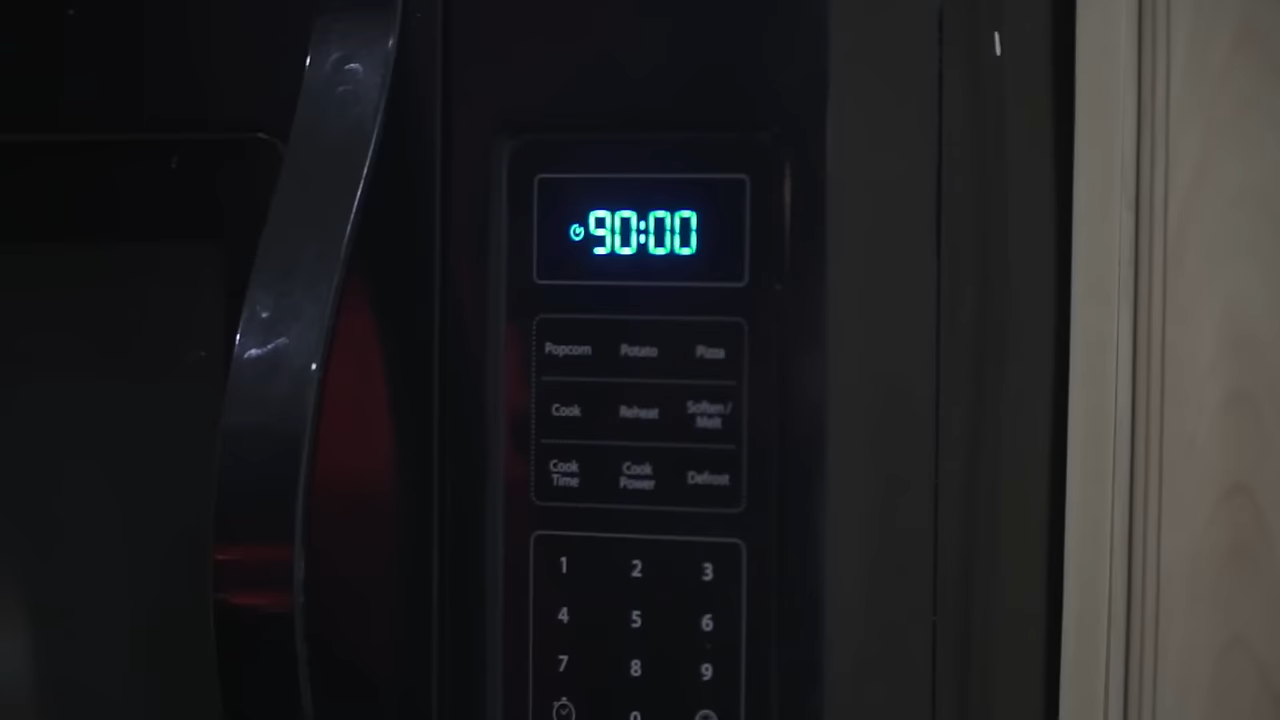 90:00
Popcorn Potato Pizza
Cook Reheat Soften /
Melt
Cook Cook Defrost
Time Power
1 2 3
4 5 6
7 8 9
0